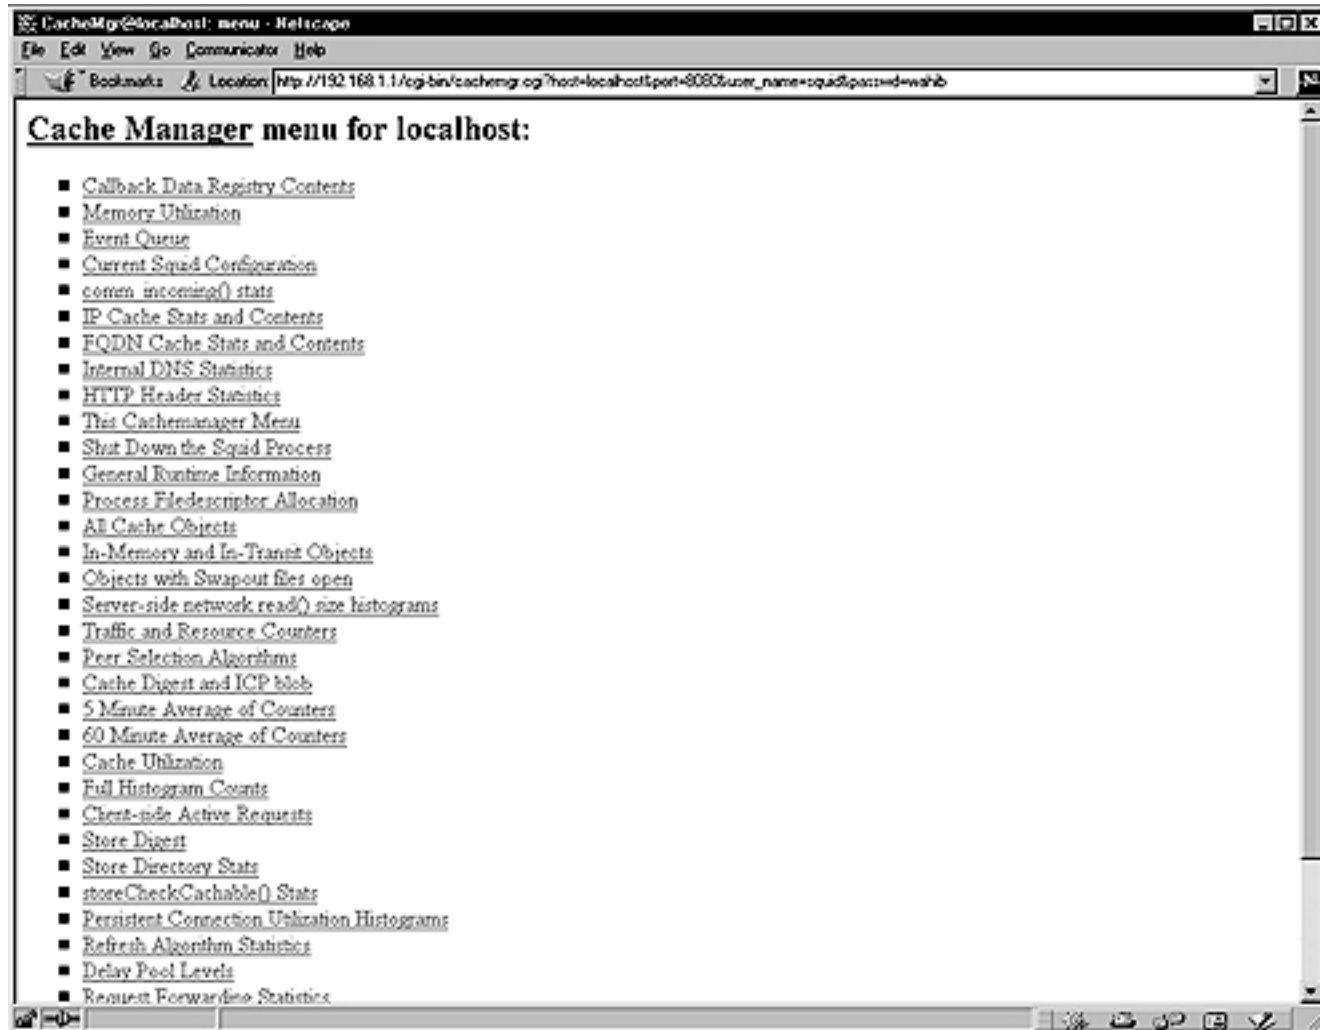 CacheMgr@localhost: menu - Netscape
File Edit View Go Communicator Help
Bookmarks Location: http://192.168.1.1/cgi-bin/cachemgr.cgi?host=localhost&port=8080&user_name=squid&passwd=wahib
Cache Manager menu for localhost:
Callback Data Registry Contents
Memory Utilization
Event Queue
Current Squid Configuration
comm_incoming() stats
IP Cache Stats and Contents
FQDN Cache Stats and Contents
Internal DNS Statistics
HTTP Header Statistics
This Cachemanager Menu
Shut Down the Squid Process
General Runtime Information
Process Filedescriptor Allocation
All Cache Objects
In-Memory and In-Transit Objects
Objects with Swapout files open
Server-side network read() size histograms
Traffic and Resource Counters
Peer Selection Algorithms
Cache Digest and ICP blob
5 Minute Average of Counters
60 Minute Average of Counters
Cache Utilization
Full Histogram Counts
Client-side Active Requests
Store Digest
Store Directory Stats
storeCheckCachable() Stats
Persistent Connection Utilization Histograms
Refresh Algorithm Statistics
Delay Pool Levels
Request Forwarding Statistics